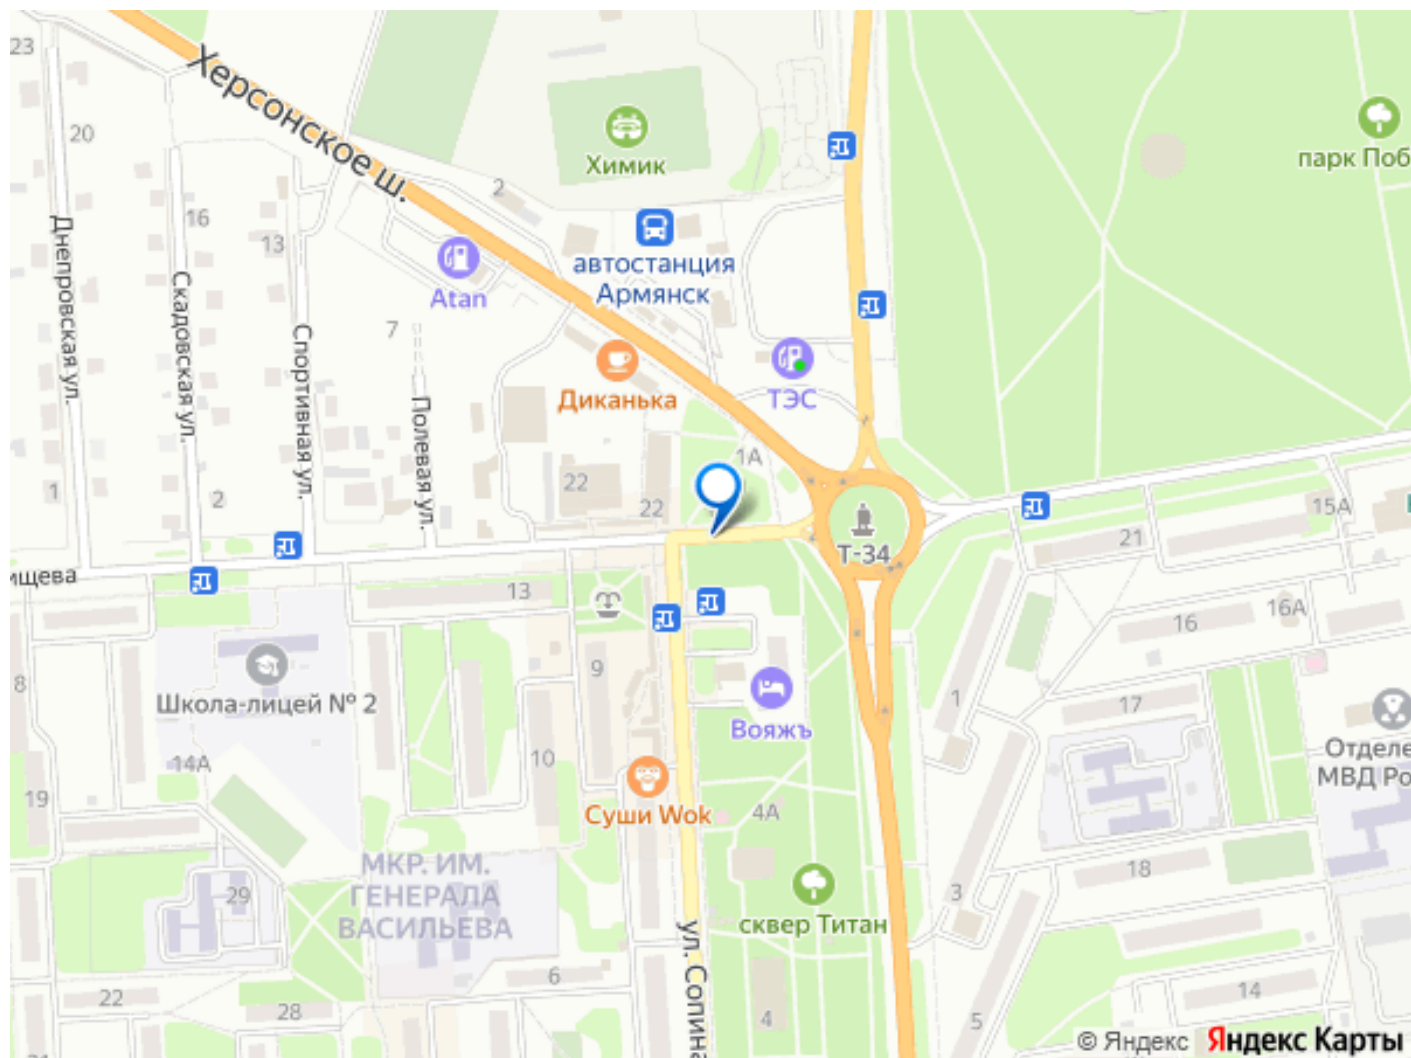 23
20
Херсонское ш.
Химик
парк Поб
2
16
13
Днепровская ул.
Скадовская ул.
Спортивная ул.
Полевая ул.
автостанция
Армянск
Atan
7
Диканька
ТЭС
1А
22
22
1
2
15А
21
Т-34
ищева
13
16А
16
8
9
1
17
Школа-лицей № 2
Вояжъ
Отделе
МВД Ро
14А
10
19
Суши Wok
4А
МКР. ИМ.
ГЕНЕРАЛА
ВАСИЛЬЕВА
29
18
3
сквер Титан
ул. Сопина
6
22
28
4
5
14
© Яндекс Яндекс Карты